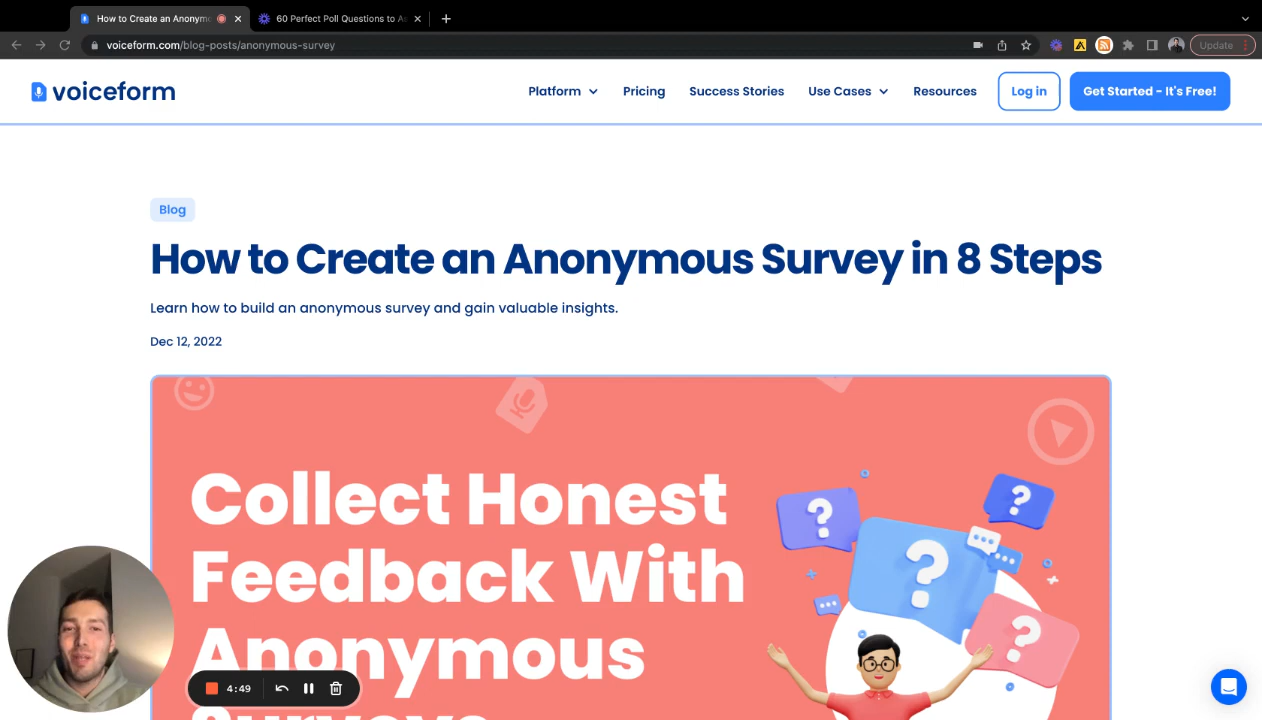 How to Create an Anonym
60 Perfect Poll Questions to A
voiceform.com/blog-posts/anonymous-survey
Update
voiceform
Platform
Pricing
Success Stories
Use Cases
Resources
Log in
Get Started - It's Free!
Blog
How to Create an Anonymous Survey in 8 Steps
Learn how to build an anonymous survey and gain valuable insights.
Dec 12, 2022
Collect Honest
Feedback With
Anonymous
Surveys
4:49